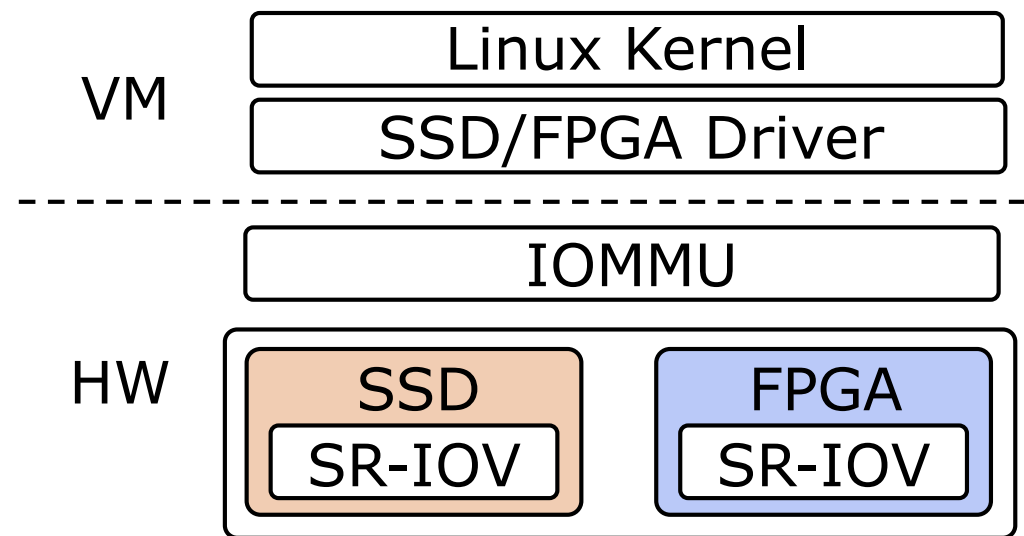 Linux Kernel
VM
SSD/FPGA Driver
IOMMU
HW
SSD
FPGA
SR-IOV
SR-IOV